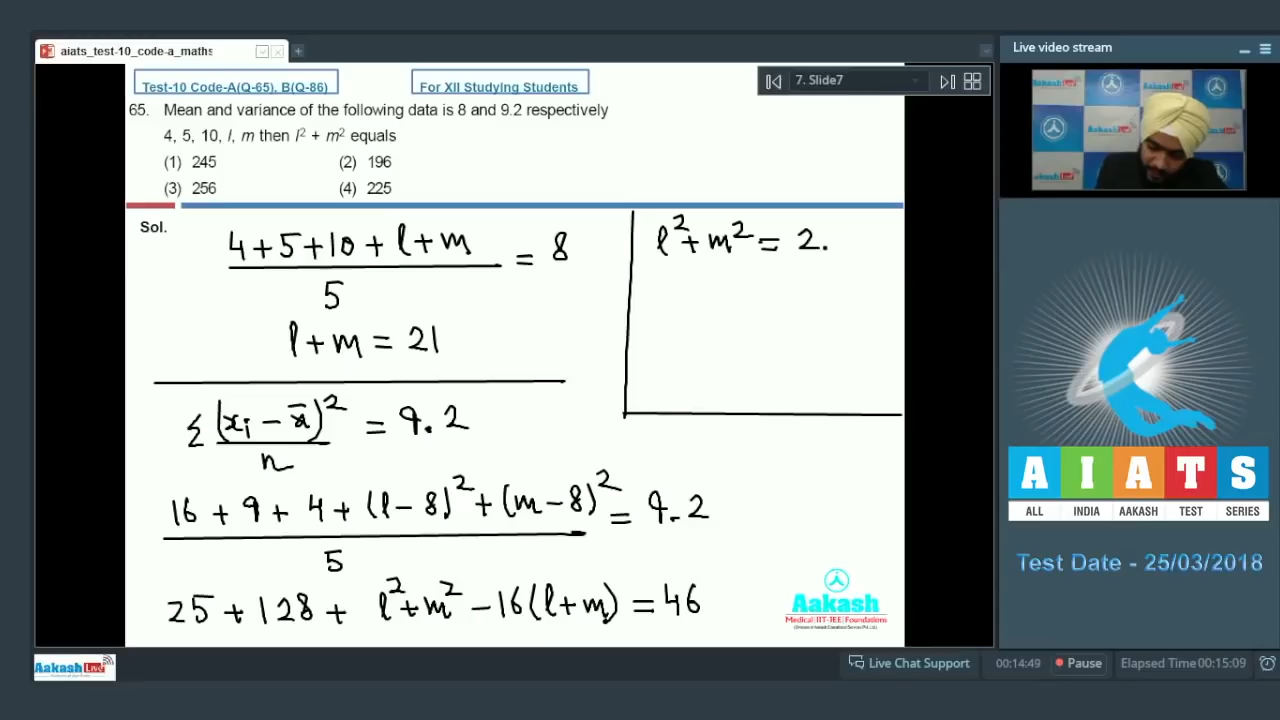 aiats_test-10_code-a_maths
Live video stream
Test-10 Code-A(Q-65), B(Q-86)
For XII Studying Students
7. Slide7
65. Mean and variance of the following data is 8 and 9.2 respectively
4, 5, 10, l, m then l² + m² equals
(1) 245 (2) 196
(3) 256 (4) 225
Sol.
4+5+10+l+m
5
= 8
l+m = 21
Σ (xᵢ − x̄)²
n
= 9.2
16 + 9 + 4 + (l−8)² + (m−8)²
5
= 9.2
25 + 128 + l²+m² − 16(l+m) = 46
l²+m² = 2.
Aakash
Medical|IIT-JEE|Foundations
Aakash
Aakash
Aakash Live
A I A T S
ALL INDIA AAKASH TEST SERIES
Test Date - 25/03/2018
Aakash Live
Live Chat Support
00:14:49
Pause
Elapsed Time 00:15:09